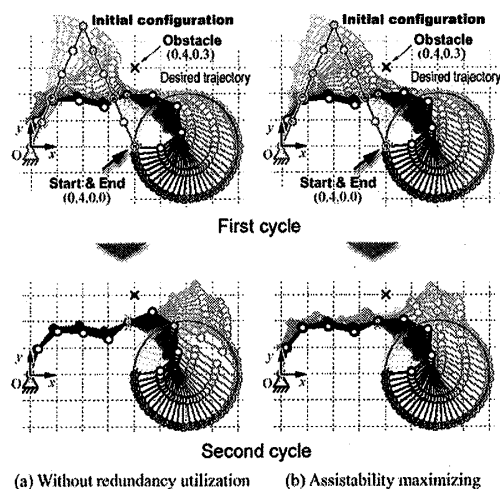 Initial configuration
Obstacle
(0.4,0.3)
Desired trajectory
y
O
x
Start & End
(0.4,0.0)
Initial configuration
Obstacle
(0.4,0.3)
Desired trajectory
y
O
x
Start & End
(0.4,0.0)
First cycle
y
O
x
y
O
x
Second cycle
(a) Without redundancy utilization
(b) Assistability maximizing